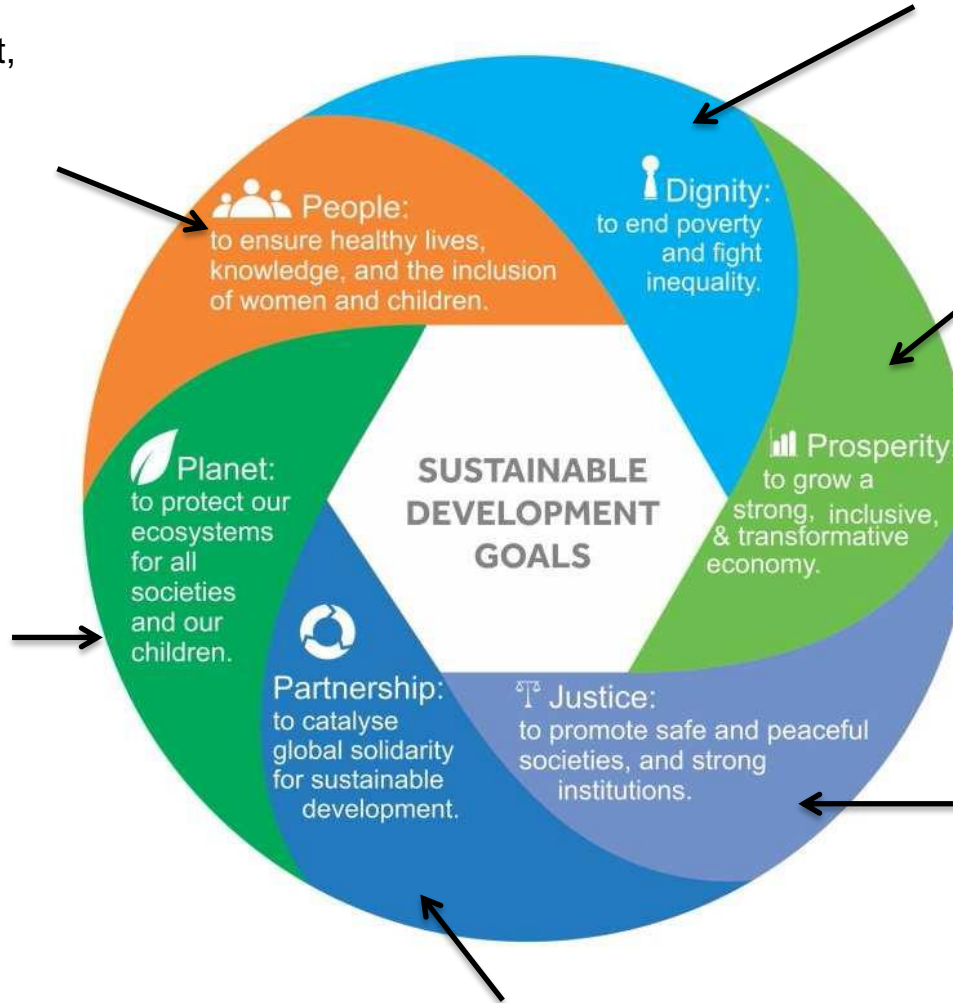 t,
People:
to ensure healthy lives,
knowledge, and the inclusion
of women and children.
Dignity:
to end poverty
and fight
inequality.
Prosperity
to grow a
strong, inclusive,
& transformative
economy.
Justice:
to promote safe and peaceful
societies, and strong
institutions.
Partnership:
to catalyse
global solidarity
for sustainable
development.
Planet:
to protect our
ecosystems
for all
societies
and our
children.
SUSTAINABLE
DEVELOPMENT
GOALS